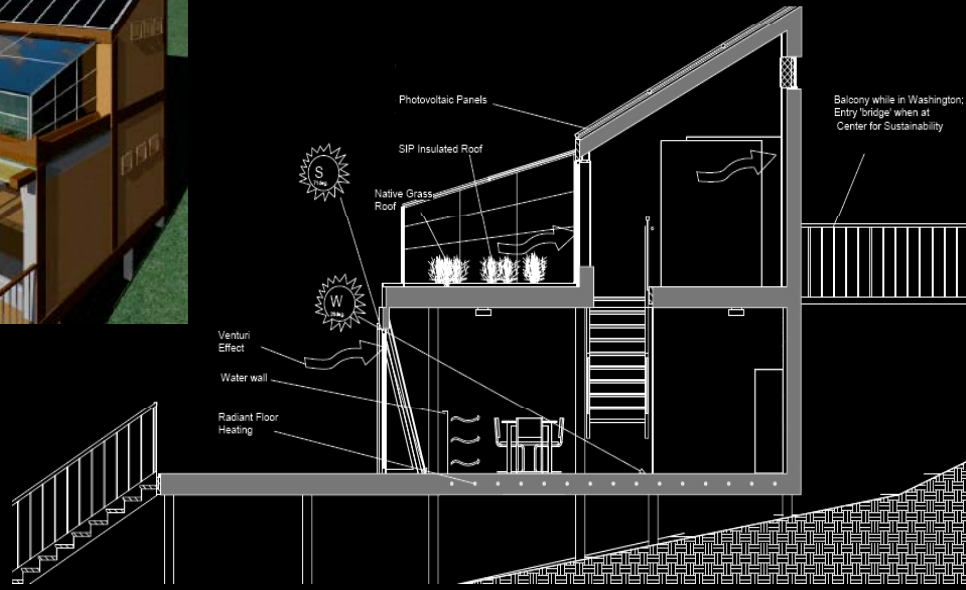 Photovoltaic Panels
Balcony while in Washington;
Entry 'bridge' when at
Center for Sustainability
SIP Insulated Roof
S
Native Grass
Roof
W
Venturi
Effect
Water wall
Radiant Floor
Heating